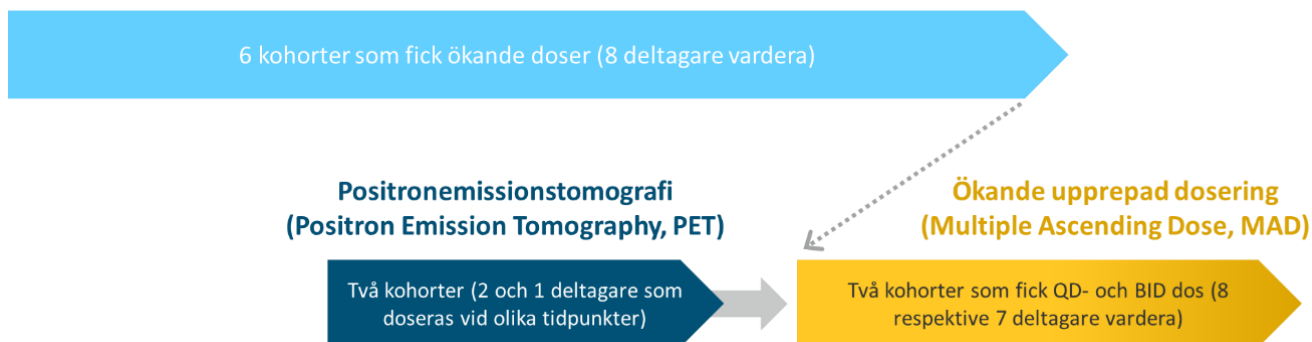 6 kohorter som fick ökande doser (8 deltagare vardera)
Positronemissionstomografi
(Positron Emission Tomography, PET)
Ökande upprepad dosering
(Multiple Ascending Dose, MAD)
Två kohorter (2 och 1 deltagare som
doseras vid olika tidpunkter)
Två kohorter som fick QD- och BID dos (8
respektive 7 deltagare vardera)